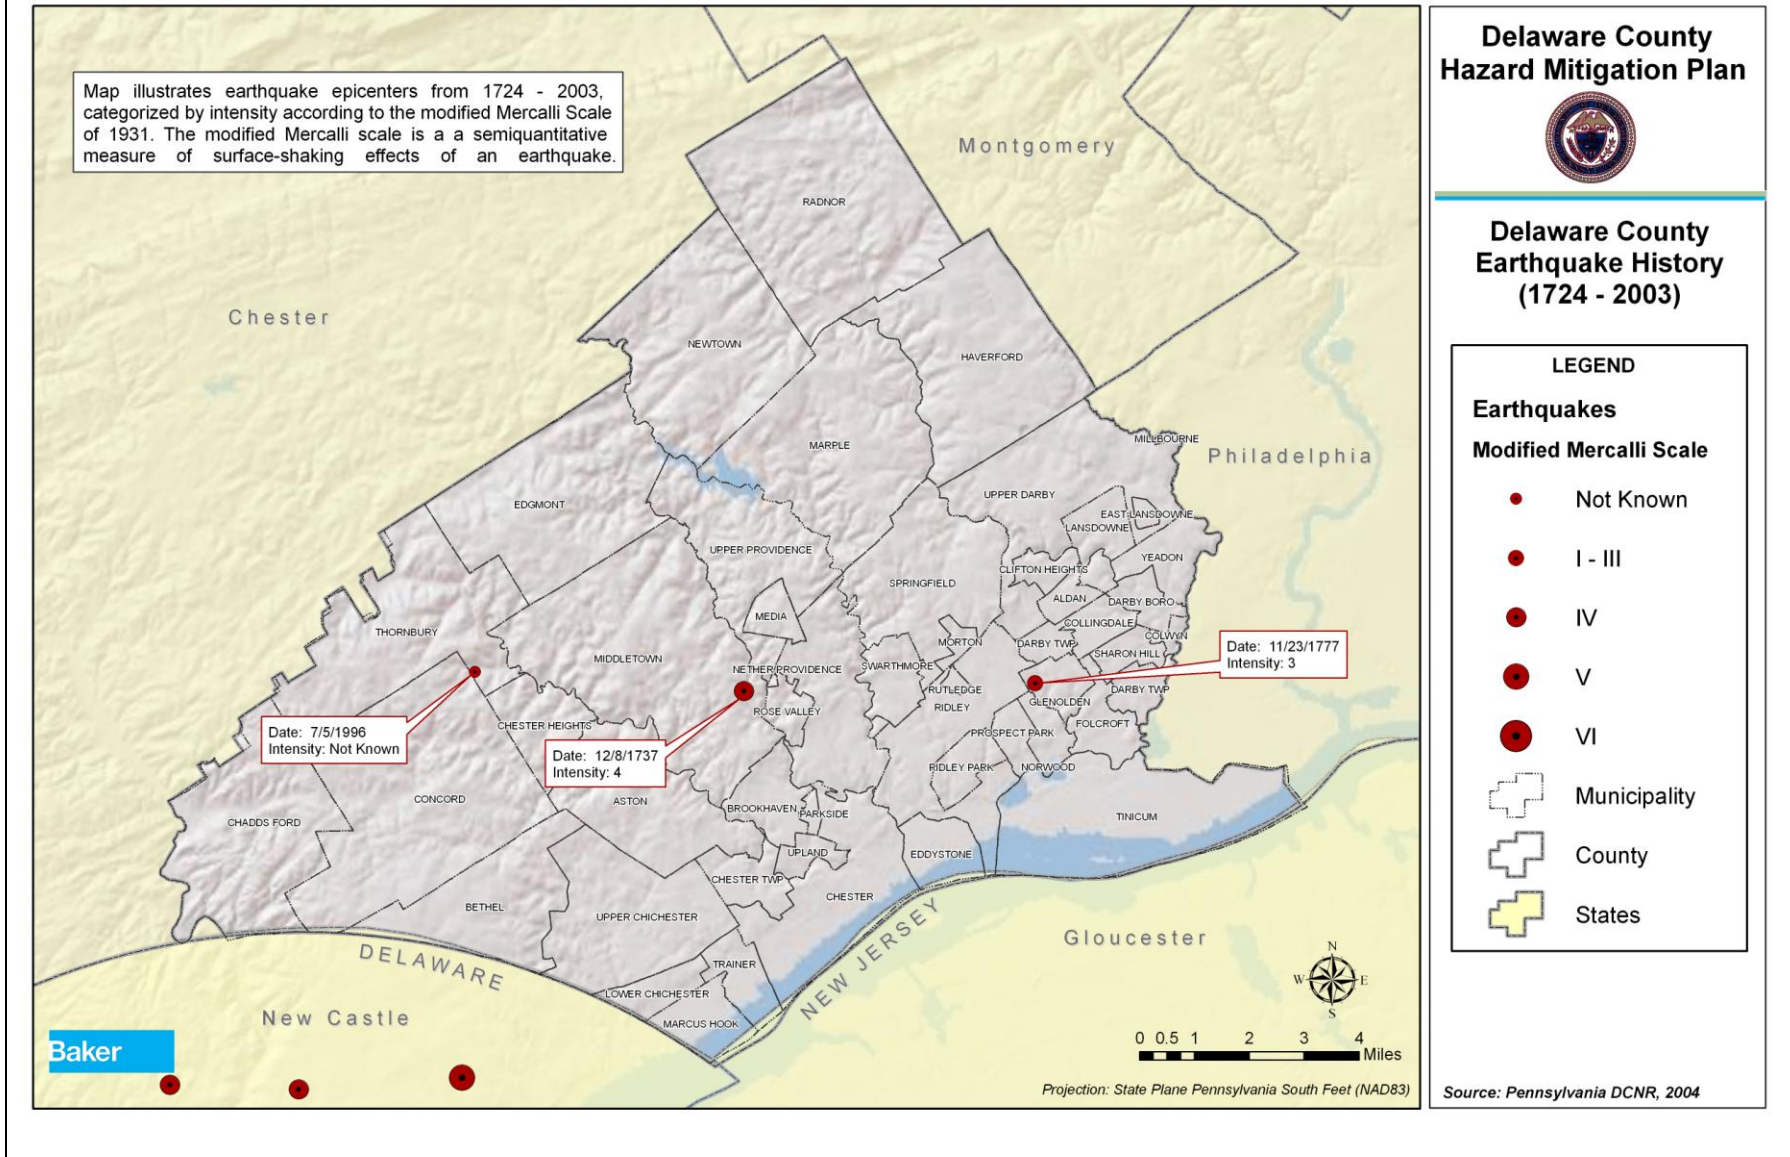 Map illustrates earthquake epicenters from 1724 - 2003,
categorized by intensity according to the modified Mercalli Scale
of 1931. The modified Mercalli scale is a a semiquantitative
measure of surface-shaking effects of an earthquake.
Montgomery
RADNOR
Chester
NEWTOWN
HAVERFORD
MARPLE
MILLBOURNE
Philadelphia
EDGMONT
UPPER DARBY
EAST LANSDOWNE
LANSDOWNE
UPPER PROVIDENCE
YEADON
CLIFTON HEIGHTS
SPRINGFIELD
ALDAN
DARBY BORO
MEDIA
COLLINGDALE
THORNBURY
COLWYN
MORTON
DARBY TWP
SHARON HILL
MIDDLETOWN
NETHER PROVIDENCE
SWARTHMORE
Date: 11/23/1777
Intensity: 3
RUTLEDGE
DARBY TWP
RIDLEY
GLENOLDEN
ROSE VALLEY
CHESTER HEIGHTS
FOLCROFT
Date: 7/5/1996
Intensity: Not Known
PROSPECT PARK
Date: 12/8/1737
Intensity: 4
RIDLEY PARK
NORWOOD
CONCORD
ASTON
BROOKHAVEN
PARKSIDE
CHADDS FORD
TINICUM
UPLAND
EDDYSTONE
CHESTER TWP
CHESTER
BETHEL
UPPER CHICHESTER
DELAWARE
NEW JERSEY
Gloucester
TRAINER
LOWER CHICHESTER
MARCUS HOOK
New Castle
Baker
N
W
E
S
0 0.5 1 2 3 4
Miles
Projection: State Plane Pennsylvania South Feet (NAD83)
Delaware County
Hazard Mitigation Plan
Delaware County
Earthquake History
(1724 - 2003)
LEGEND
Earthquakes
Modified Mercalli Scale
Not Known
I - III
IV
V
VI
Municipality
County
States
Source: Pennsylvania DCNR, 2004